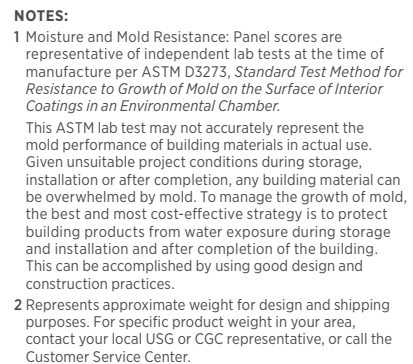 NOTES:
1 Moisture and Mold Resistance: Panel scores are
representative of independent lab tests at the time of
manufacture per ASTM D3273, Standard Test Method for
Resistance to Growth of Mold on the Surface of Interior
Coatings in an Environmental Chamber.
This ASTM lab test may not accurately represent the
mold performance of building materials in actual use.
Given unsuitable project conditions during storage,
installation or after completion, any building material can
be overwhelmed by mold. To manage the growth of mold,
the best and most cost-effective strategy is to protect
building products from water exposure during storage
and installation and after completion of the building.
This can be accomplished by using good design and
construction practices.
2 Represents approximate weight for design and shipping
purposes. For specific product weight in your area,
contact your local USG or CGC representative, or call the
Customer Service Center.